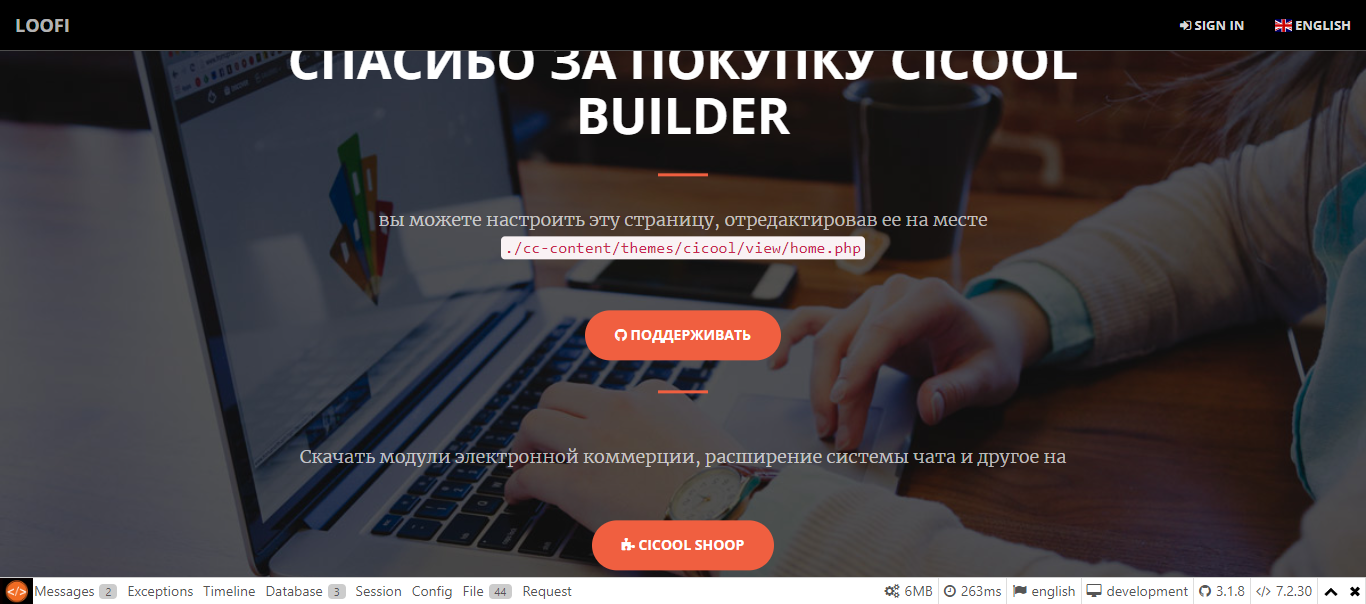 LOOFI
SIGN IN
ENGLISH
СПАСИБО ЗА ПОКУПКУ CICOOL
BUILDER
вы можете настроить эту страницу, отредактировав ее на месте
./cc-content/themes/cicool/view/home.php
ПОДДЕРЖИВАТЬ
Скачать модули электронной коммерции, расширение системы чата и другое на
CICOOL SHOOP
Messages 2 Exceptions Timeline Database 3 Session Config File 44 Request
6MB 263ms english development 3.1.8 </> 7.2.30